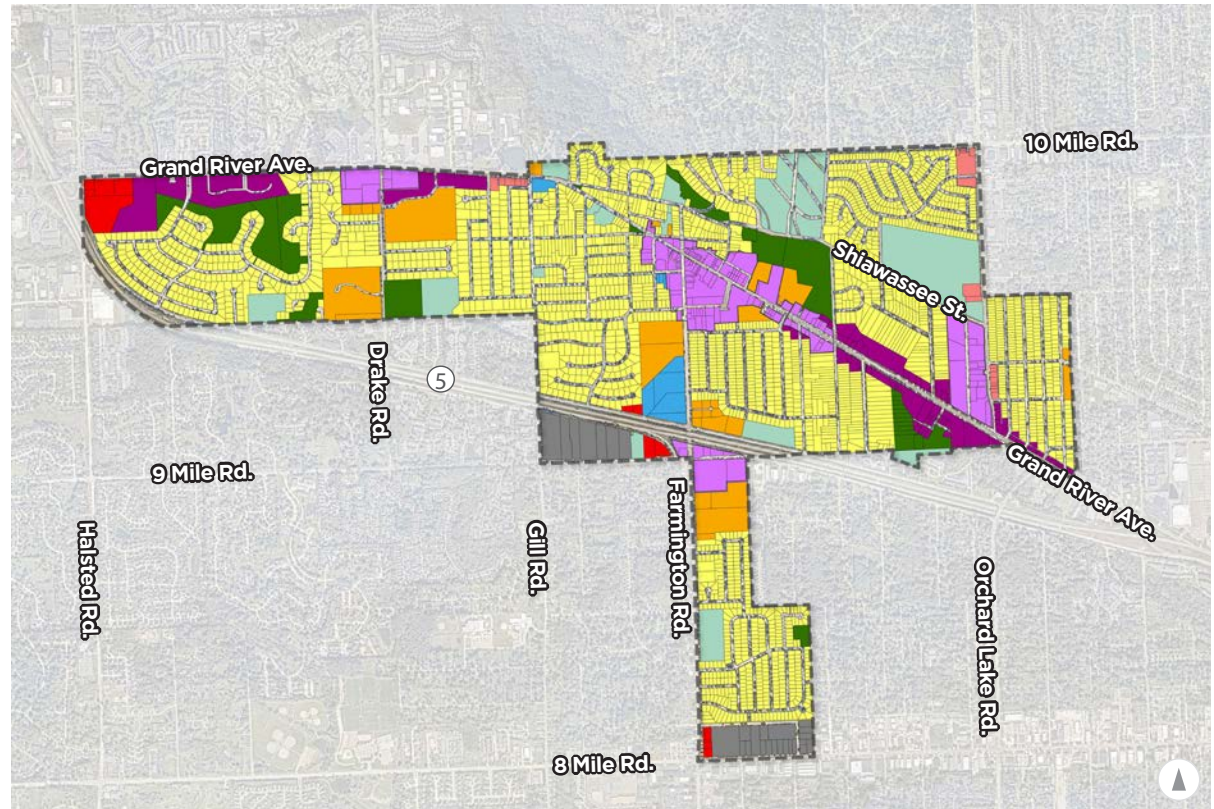 10 Mile Rd.
Grand River Ave.
Shiawassee St.
Drake Rd.
5
9 Mile Rd.
Grand River Ave.
Halsted Rd.
Gill Rd.
Farmington Rd.
Orchard Lake Rd.
8 Mile Rd.